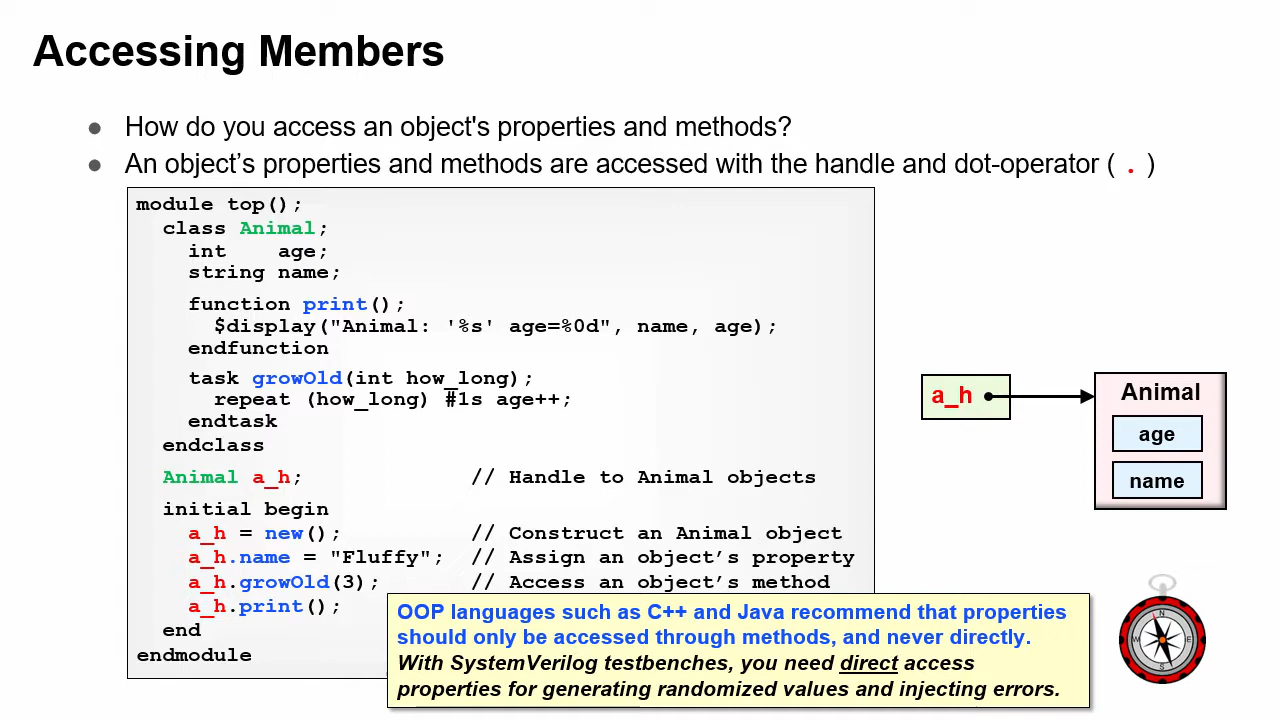 Accessing Members
● How do you access an object's properties and methods?
● An object’s properties and methods are accessed with the handle and dot-operator ( . )
module top();
  class Animal;
    int    age;
    string name;
    function print();
      $display("Animal: '%s' age=%0d", name, age);
    endfunction
    task growOld(int how_long);
      repeat (how_long) #1s age++;
    endtask
  endclass
  Animal a_h;             // Handle to Animal objects
  initial begin
    a_h = new();          // Construct an Animal object
    a_h.name = "Fluffy";  // Assign an object’s property
    a_h.growOld(3);       // Access an object’s method
    a_h.print();
  end
endmodule
OOP languages such as C++ and Java recommend that properties
should only be accessed through methods, and never directly.
With SystemVerilog testbenches, you need direct access
properties for generating randomized values and injecting errors.
a_h
Animal
age
name
N
W E
S